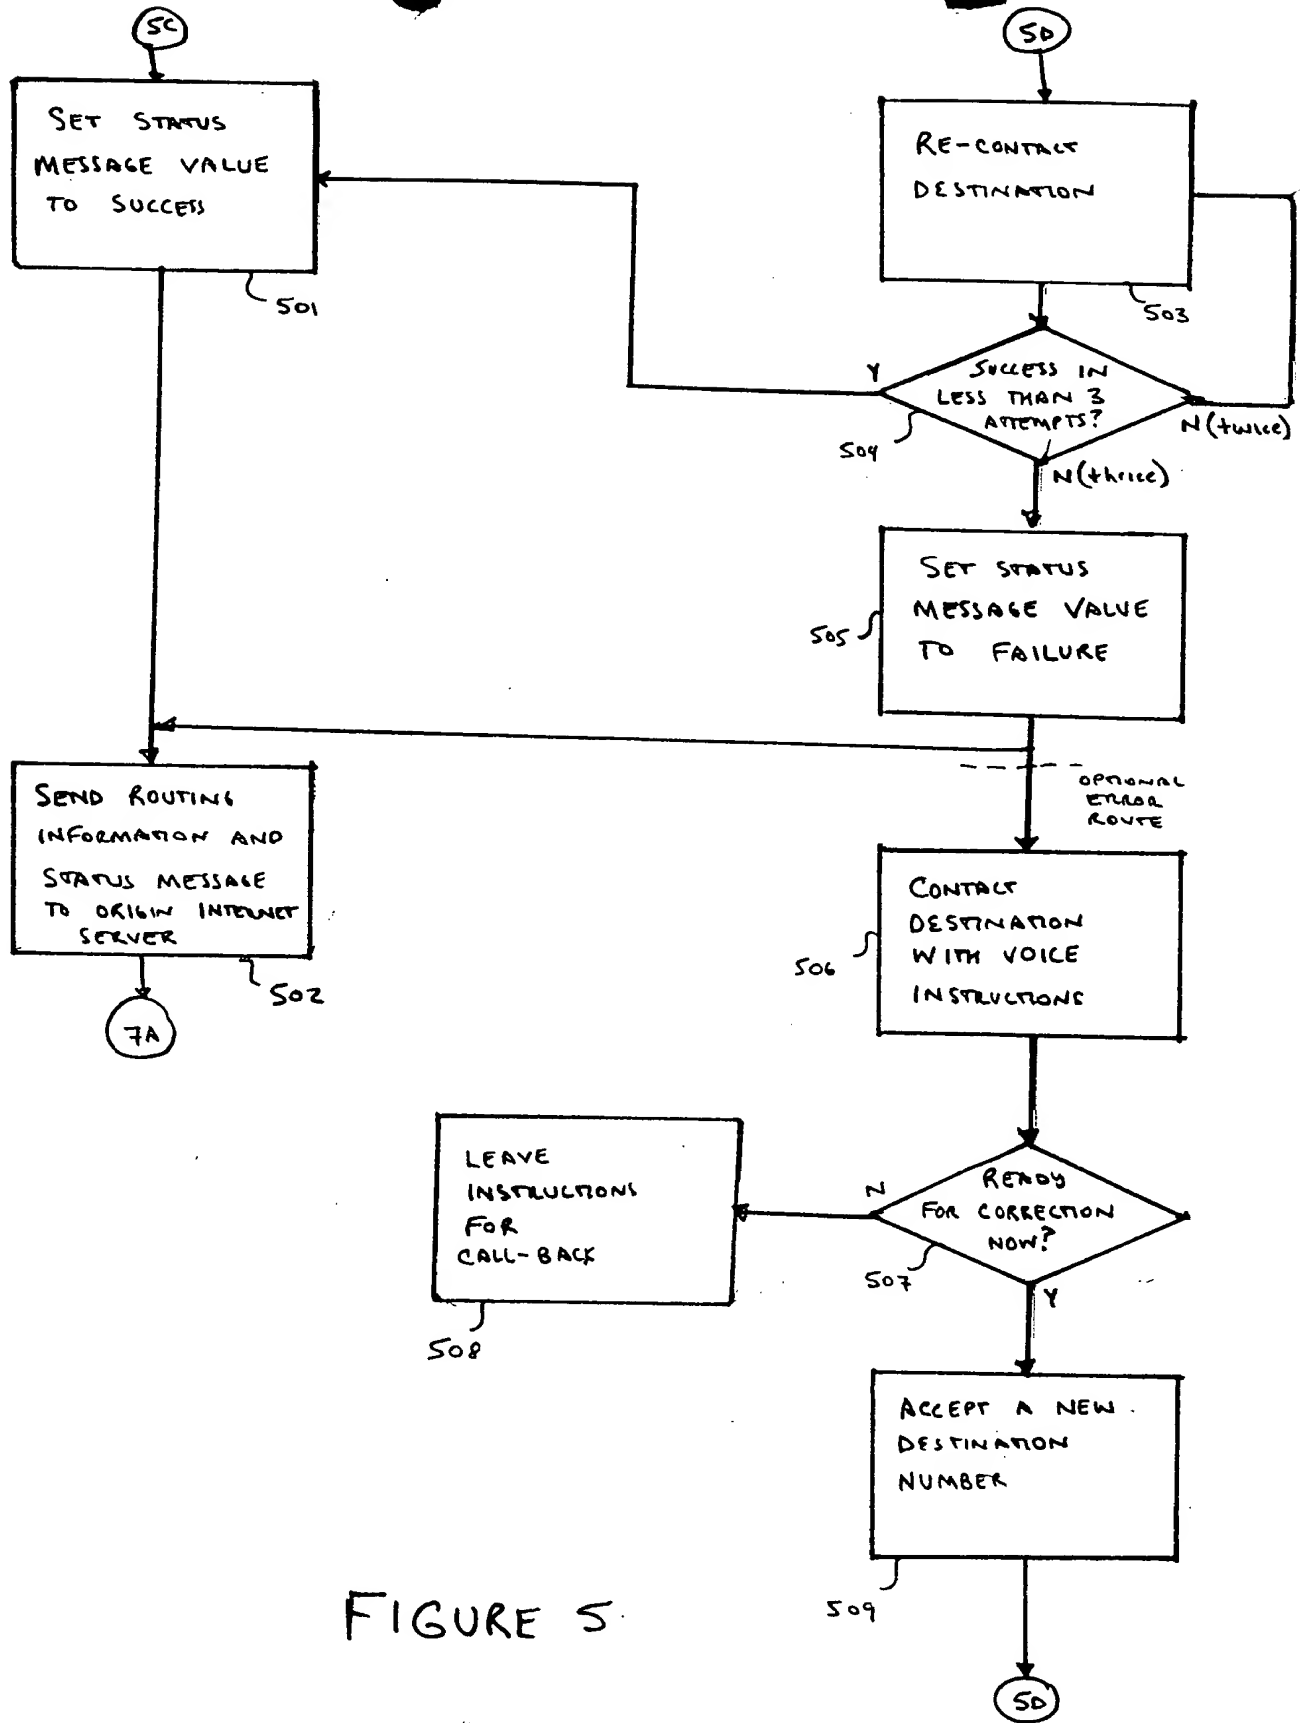 5C
SET STATUS
MESSAGE VALUE
TO SUCCESS
501
5D
RE-CONTACT
DESTINATION
503
Y
SUCCESS IN
LESS THAN 3
ATTEMPTS?
504
N (twice)
N (thrice)
SET STATUS
MESSAGE VALUE
TO FAILURE
505
OPTIONAL
ERROR
ROUTE
SEND ROUTING
INFORMATION AND
STATUS MESSAGE
TO ORIGIN INTERNET
SERVER
502
7A
CONTACT
DESTINATION
WITH VOICE
INSTRUCTIONS
506
N
READY
FOR CORRECTION
NOW?
507
Y
LEAVE
INSTRUCTIONS
FOR
CALL-BACK
508
ACCEPT A NEW
DESTINATION
NUMBER
509
5D
FIGURE 5